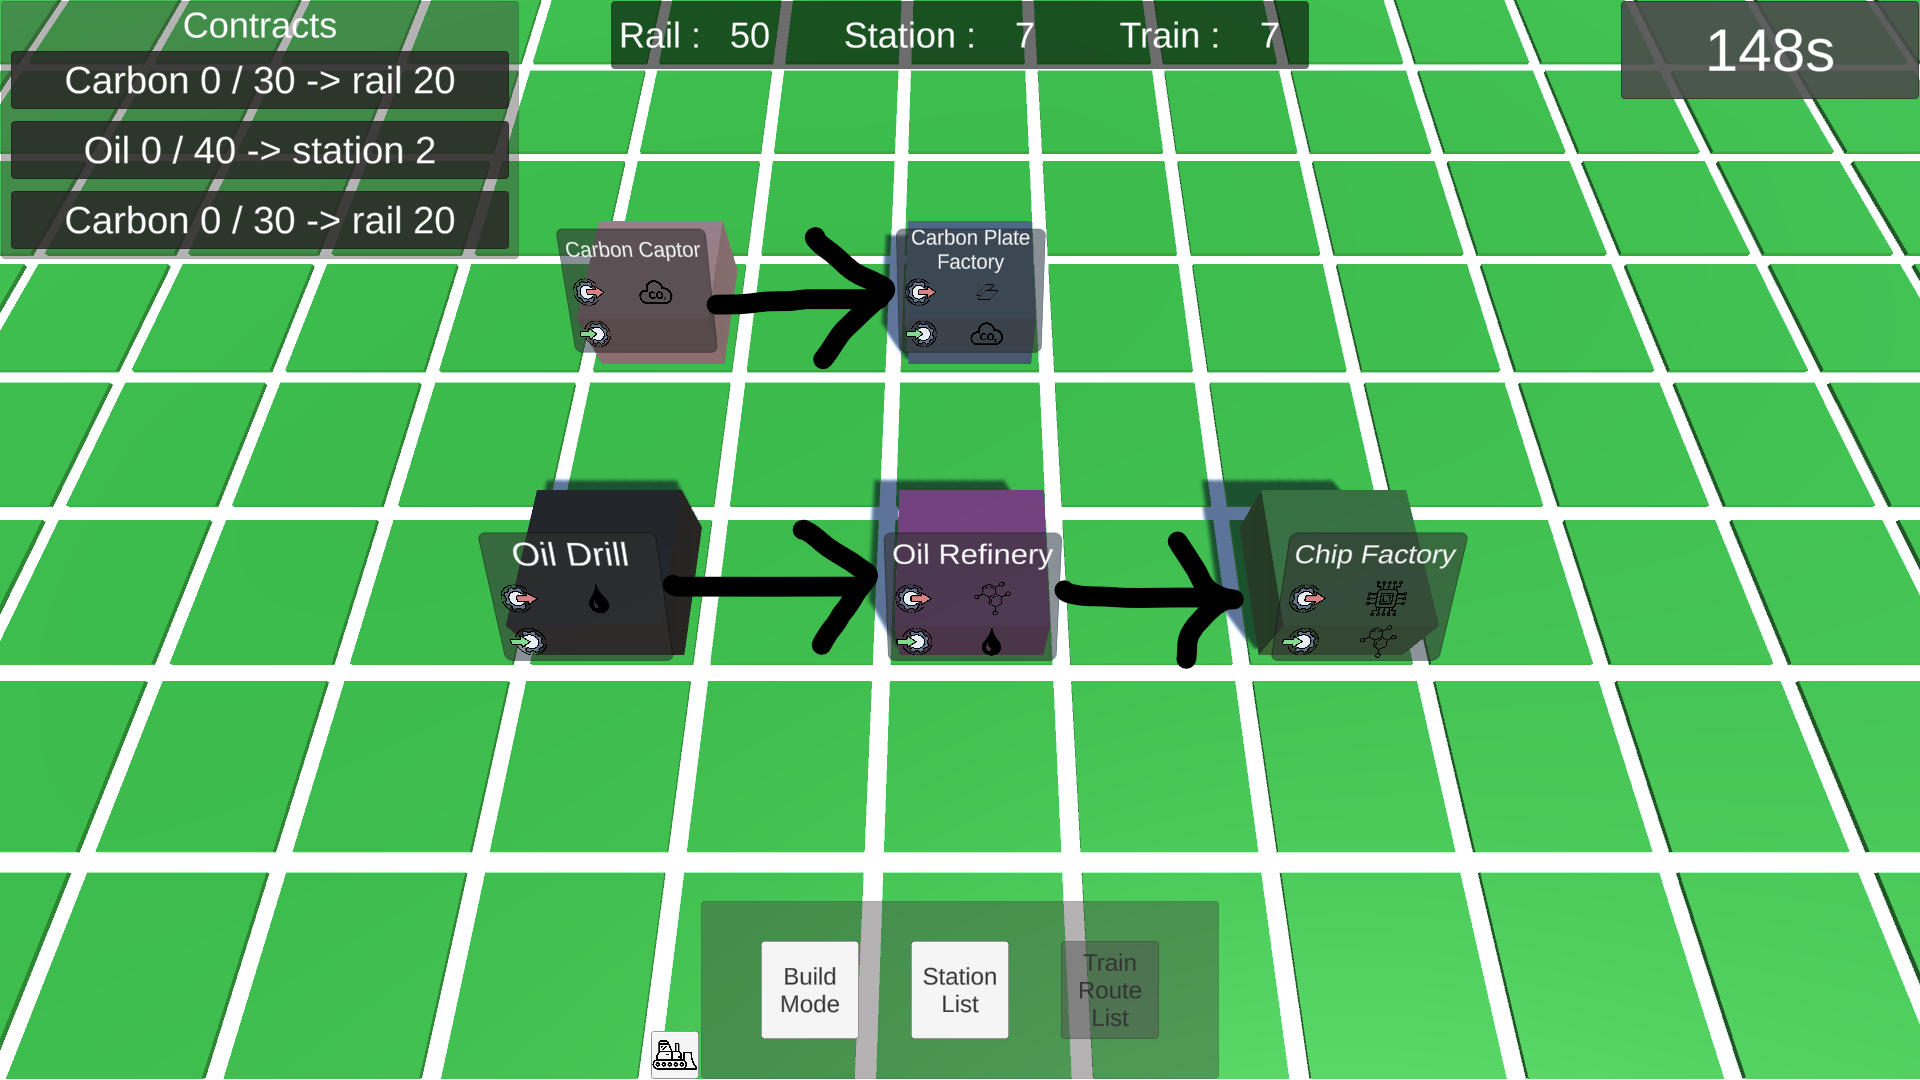 Contracts
Carbon 0 / 30 -> rail 20
Oil 0 / 40 -> station 2
Carbon 0 / 30 -> rail 20
Rail : 50 Station : 7 Train : 7
148s
Carbon Captor
CO₂
Carbon Plate
Factory
CO₂
Oil Drill
Oil Refinery
Chip Factory
Build
Mode
Station
List
Train
Route
List